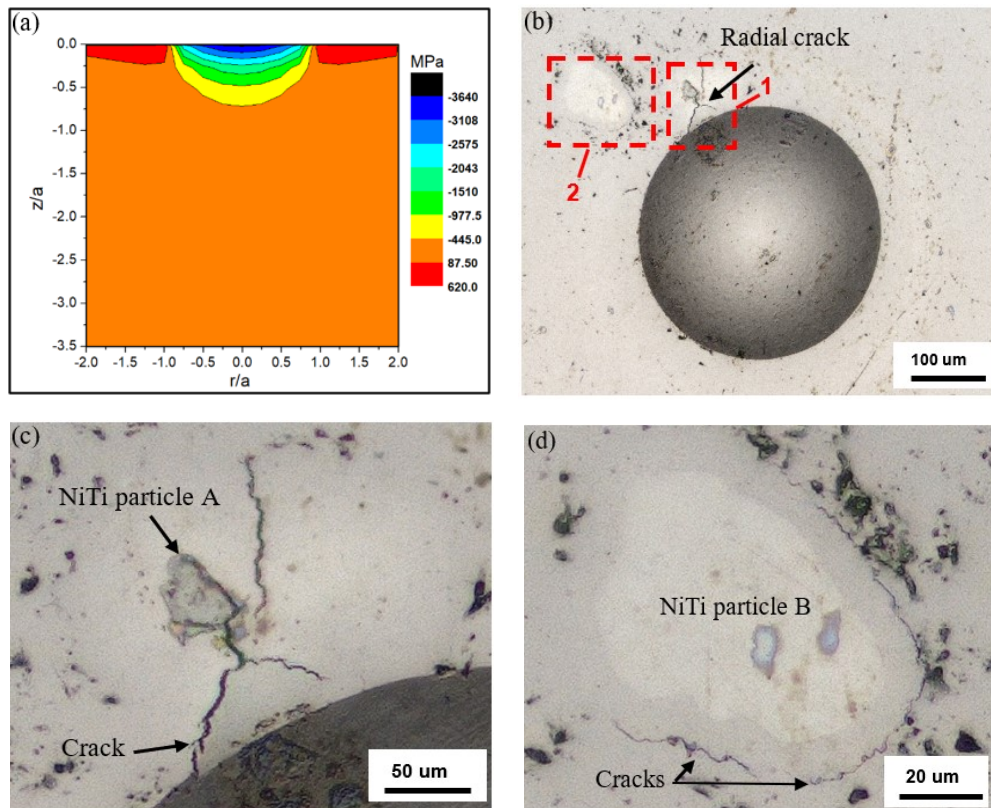 (a)
0.0
-0.5
-1.0
-1.5
-2.0
-2.5
-3.0
-3.5
z/a
-2.0 -1.5 -1.0 -0.5 0.0 0.5 1.0 1.5 2.0
r/a
MPa
-3640
-3108
-2575
-2043
-1510
-977.5
-445.0
87.50
620.0
(b)
Radial crack
1
2
100 um
(c)
NiTi particle A
Crack
50 um
(d)
NiTi particle B
Cracks
20 um